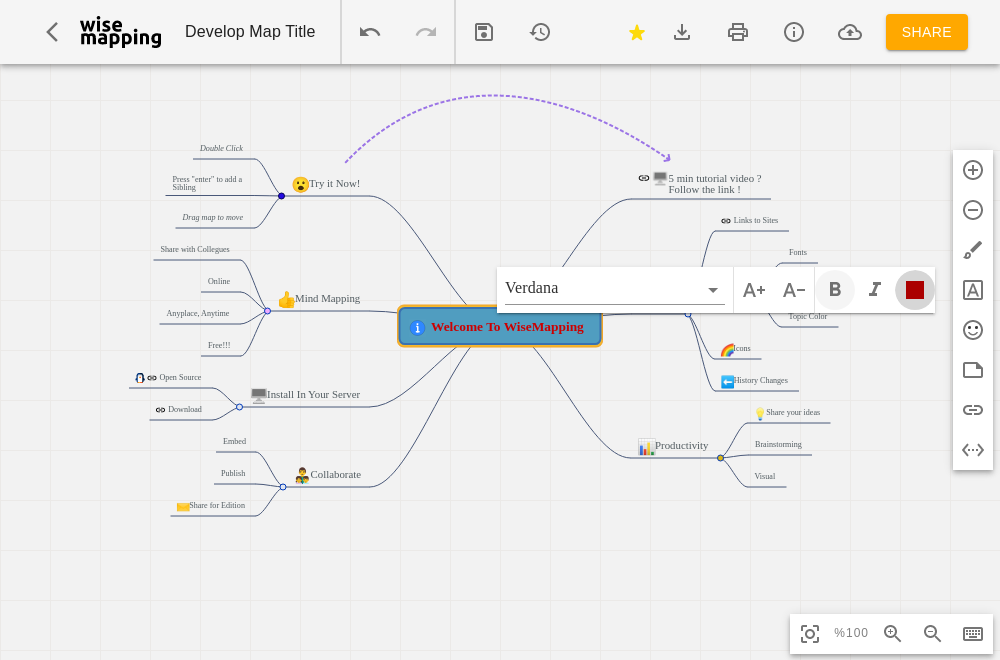 wise
mapping
Develop Map Title
SHARE
Double Click
Press "enter" to add a
Sibling
Drag map to move
Try it Now!
5 min tutorial video ?
Follow the link !
Links to Sites
Fonts
Topic Color
Share with Collegues
Online
Anyplace, Anytime
Free!!!
Mind Mapping
Verdana
A+
A−
B
I
A
Welcome To WiseMapping
Icons
History Changes
Open Source
Download
Install In Your Server
Embed
Publish
Share for Edition
Collaborate
Productivity
Share your ideas
Brainstorming
Visual
%100